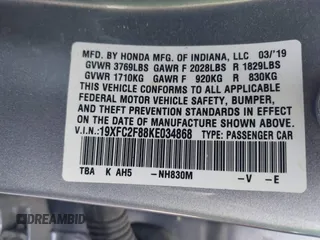 MFD. BY HONDA MFG. OF INDIANA, LLC 03/'19
GVWR 3769LBS GAWR F 2028LBS R 1829LBS
GVWR 1710KG GAWR F 920KG R 830KG
THIS VEHICLE CONFORMS TO ALL APPLICABLE
FEDERAL MOTOR VEHICLE SAFETY, BUMPER,
AND THEFT PREVENTION STANDARDS IN EFFECT
ON THE DATE OF MANUFACTURE SHOWN ABOVE.
V.I.N.:19XFC2F88KE034868 TYPE: PASSENGER CAR
TBA K AH5 -NH830M -V -E
DREAMBID